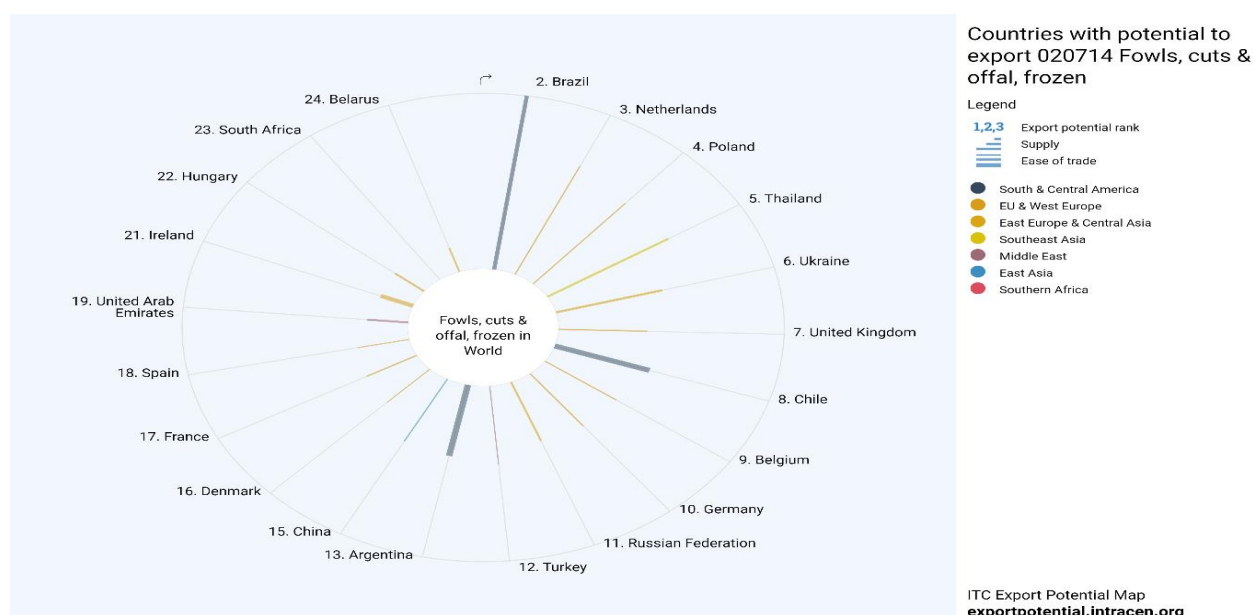 Countries with potential to
export 020714 Fowls, cuts &
offal, frozen
Legend
1,2,3 Export potential rank
Supply
Ease of trade
South & Central America
EU & West Europe
East Europe & Central Asia
Southeast Asia
Middle East
East Asia
Southern Africa
2. Brazil
3. Netherlands
4. Poland
5. Thailand
6. Ukraine
7. United Kingdom
8. Chile
9. Belgium
10. Germany
11. Russian Federation
12. Turkey
13. Argentina
15. China
16. Denmark
17. France
18. Spain
19. United Arab
Emirates
21. Ireland
22. Hungary
23. South Africa
24. Belarus
Fowls, cuts &
offal, frozen in
World
ITC Export Potential Map
exportpotential.intracen.org